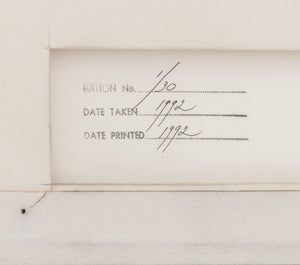 EDITION No. 1/30
DATE TAKEN 1992
DATE PRINTED 1992